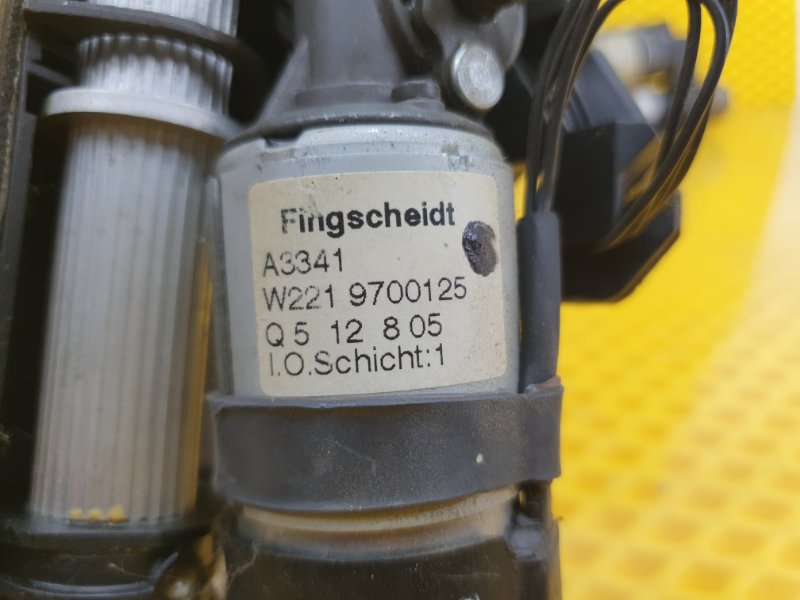 Fingscheidt
A3341
W221 9700125
Q 5 12 8 05
I.O.Schicht:1